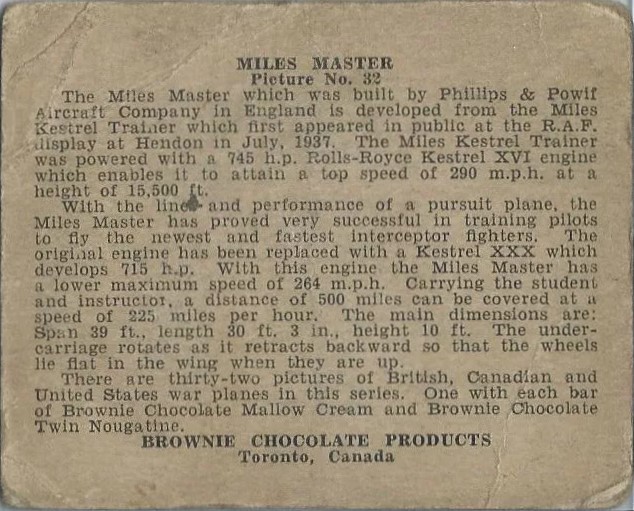 MILES MASTER
Picture No. 32
The Miles Master which was built by Phillips & Powif
Aircraft Company in England is developed from the Miles
Kestrel Trainer which first appeared in public at the R.A.F.
display at Hendon in July, 1937. The Miles Kestrel Trainer
was powered with a 745 h.p. Rolls-Royce Kestrel XVI engine
which enables it to attain a top speed of 290 m.p.h. at a
height of 15,500 ft.
With the lines and performance of a pursuit plane, the
Miles Master has proved very successful in training pilots
to fly the newest and fastest interceptor fighters. The
original engine has been replaced with a Kestrel XXX which
develops 715 h.p. With this engine the Miles Master has
a lower maximum speed of 264 m.p.h. Carrying the student
and instructor, a distance of 500 miles can be covered at a
speed of 225 miles per hour. The main dimensions are:
Span 39 ft., length 30 ft. 3 in., height 10 ft. The under-
carriage rotates as it retracts backward so that the wheels
lie flat in the wing when they are up.
There are thirty-two pictures of British, Canadian and
United States war planes in this series. One with each bar
of Brownie Chocolate Mallow Cream and Brownie Chocolate
Twin Nougatine.
BROWNIE CHOCOLATE PRODUCTS
Toronto, Canada